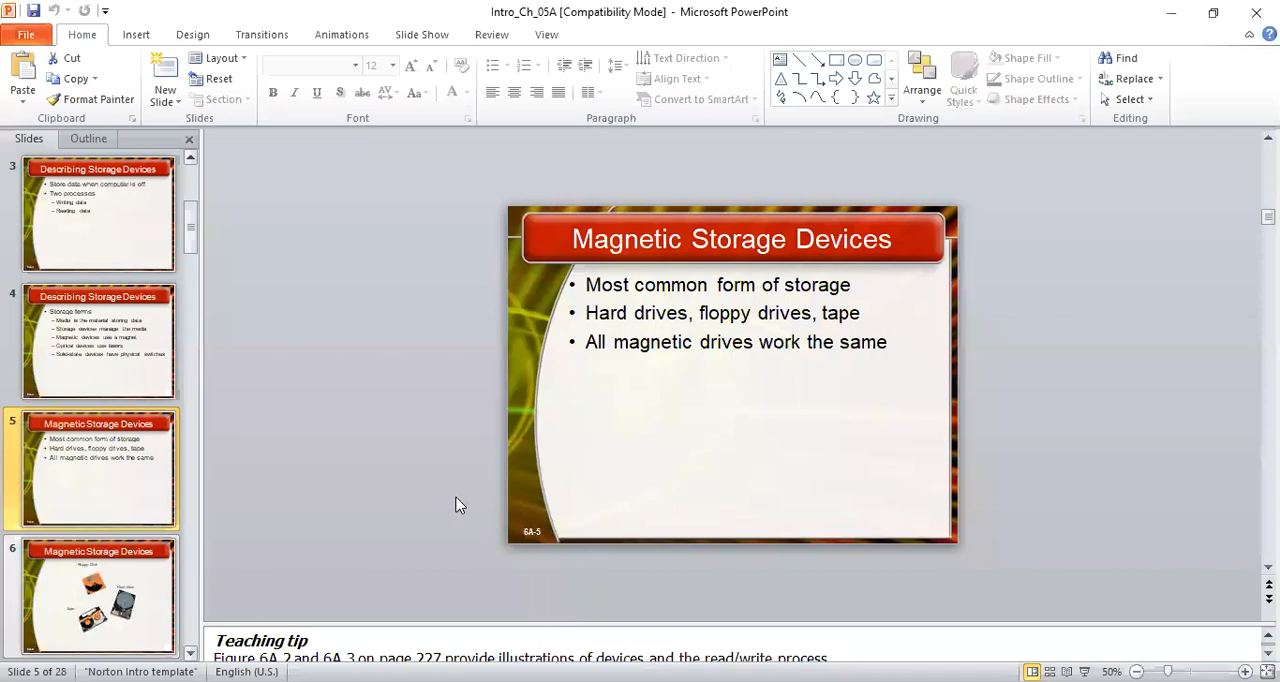 Intro_Ch_05A [Compatibility Mode] - Microsoft PowerPoint
File Home Insert Design Transitions Animations Slide Show Review View
Paste
Cut
Copy
Format Painter
Clipboard
New Slide
Layout
Reset
Section
Slides
12
Font
Text Direction
Align Text
Convert to SmartArt
Paragraph
Arrange
Quick Styles
Shape Fill
Shape Outline
Shape Effects
Drawing
Find
Replace
Select
Editing
Slides Outline
3
Describing Storage Devices
• Store data when computer is off
• Two processes
– Writing data
– Reading data
4
Describing Storage Devices
• Storage terms
– Media is the material storing data
– Storage devices manage the media
– Magnetic devices use a magnet
– Optical devices use lasers
– Solid-state devices have physical switches
5
Magnetic Storage Devices
• Most common form of storage
• Hard drives, floppy drives, tape
• All magnetic drives work the same
6
Magnetic Storage Devices
Floppy Disk
Magnetic Storage Devices
• Most common form of storage
• Hard drives, floppy drives, tape
• All magnetic drives work the same
6A-5
Teaching tip
Figure 6A.2 and 6A.3 on page 227 provide illustrations of devices and the read/write process
Slide 5 of 28 "Norton Intro template" English (U.S.) 50%